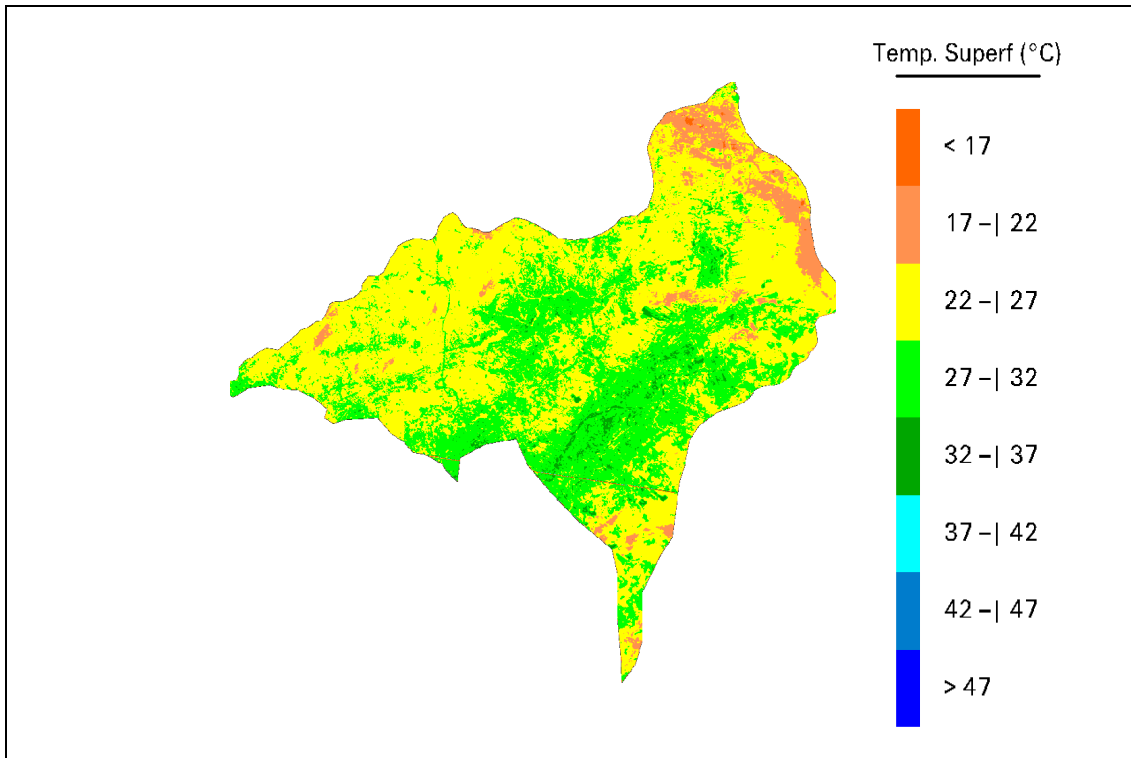 Temp. Superf (°C)
< 17
17 –| 22
22 –| 27
27 –| 32
32 –| 37
37 –| 42
42 –| 47
> 47